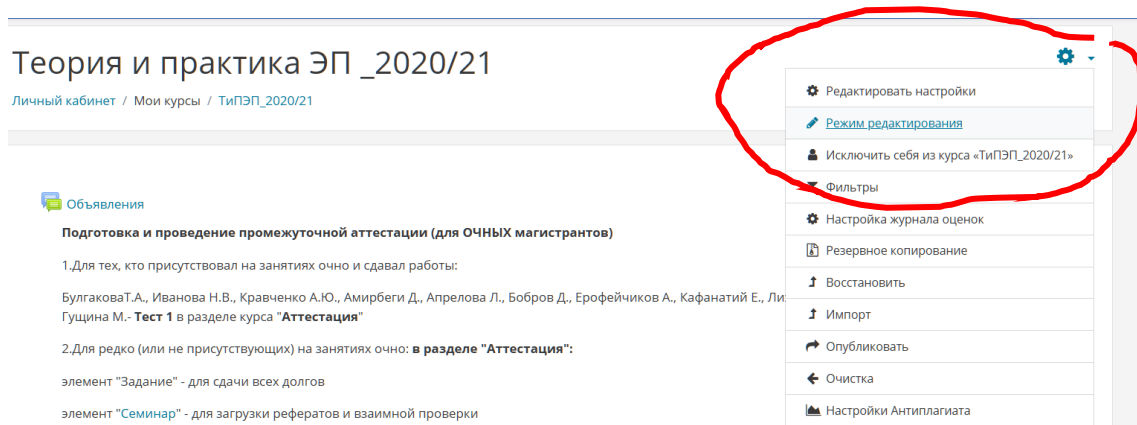 Теория и практика ЭП _2020/21
Личный кабинет / Мои курсы / ТиПЭП_2020/21
Редактировать настройки
Режим редактирования
Исключить себя из курса «ТиПЭП_2020/21»
Фильтры
Настройка журнала оценок
Резервное копирование
Восстановить
Импорт
Опубликовать
Очистка
Настройки Антиплагиата
Объявления
Подготовка и проведение промежуточной аттестации (для ОЧНЫХ магистрантов)
1.Для тех, кто присутствовал на занятиях очно и сдавал работы:
БулгаковаТ.А., Иванова Н.В., Кравченко А.Ю., Амирбеги Д., Апрелова Л., Бобров Д., Ерофейчиков А., Кафанатий Е.,
Гущина М.- Тест 1 в разделе курса "Аттестация"
2.Для редко (или не присутствующих) на занятиях очно: в разделе "Аттестация":
элемент "Задание" - для сдачи всех долгов
элемент "Семинар" - для загрузки рефератов и взаимной проверки